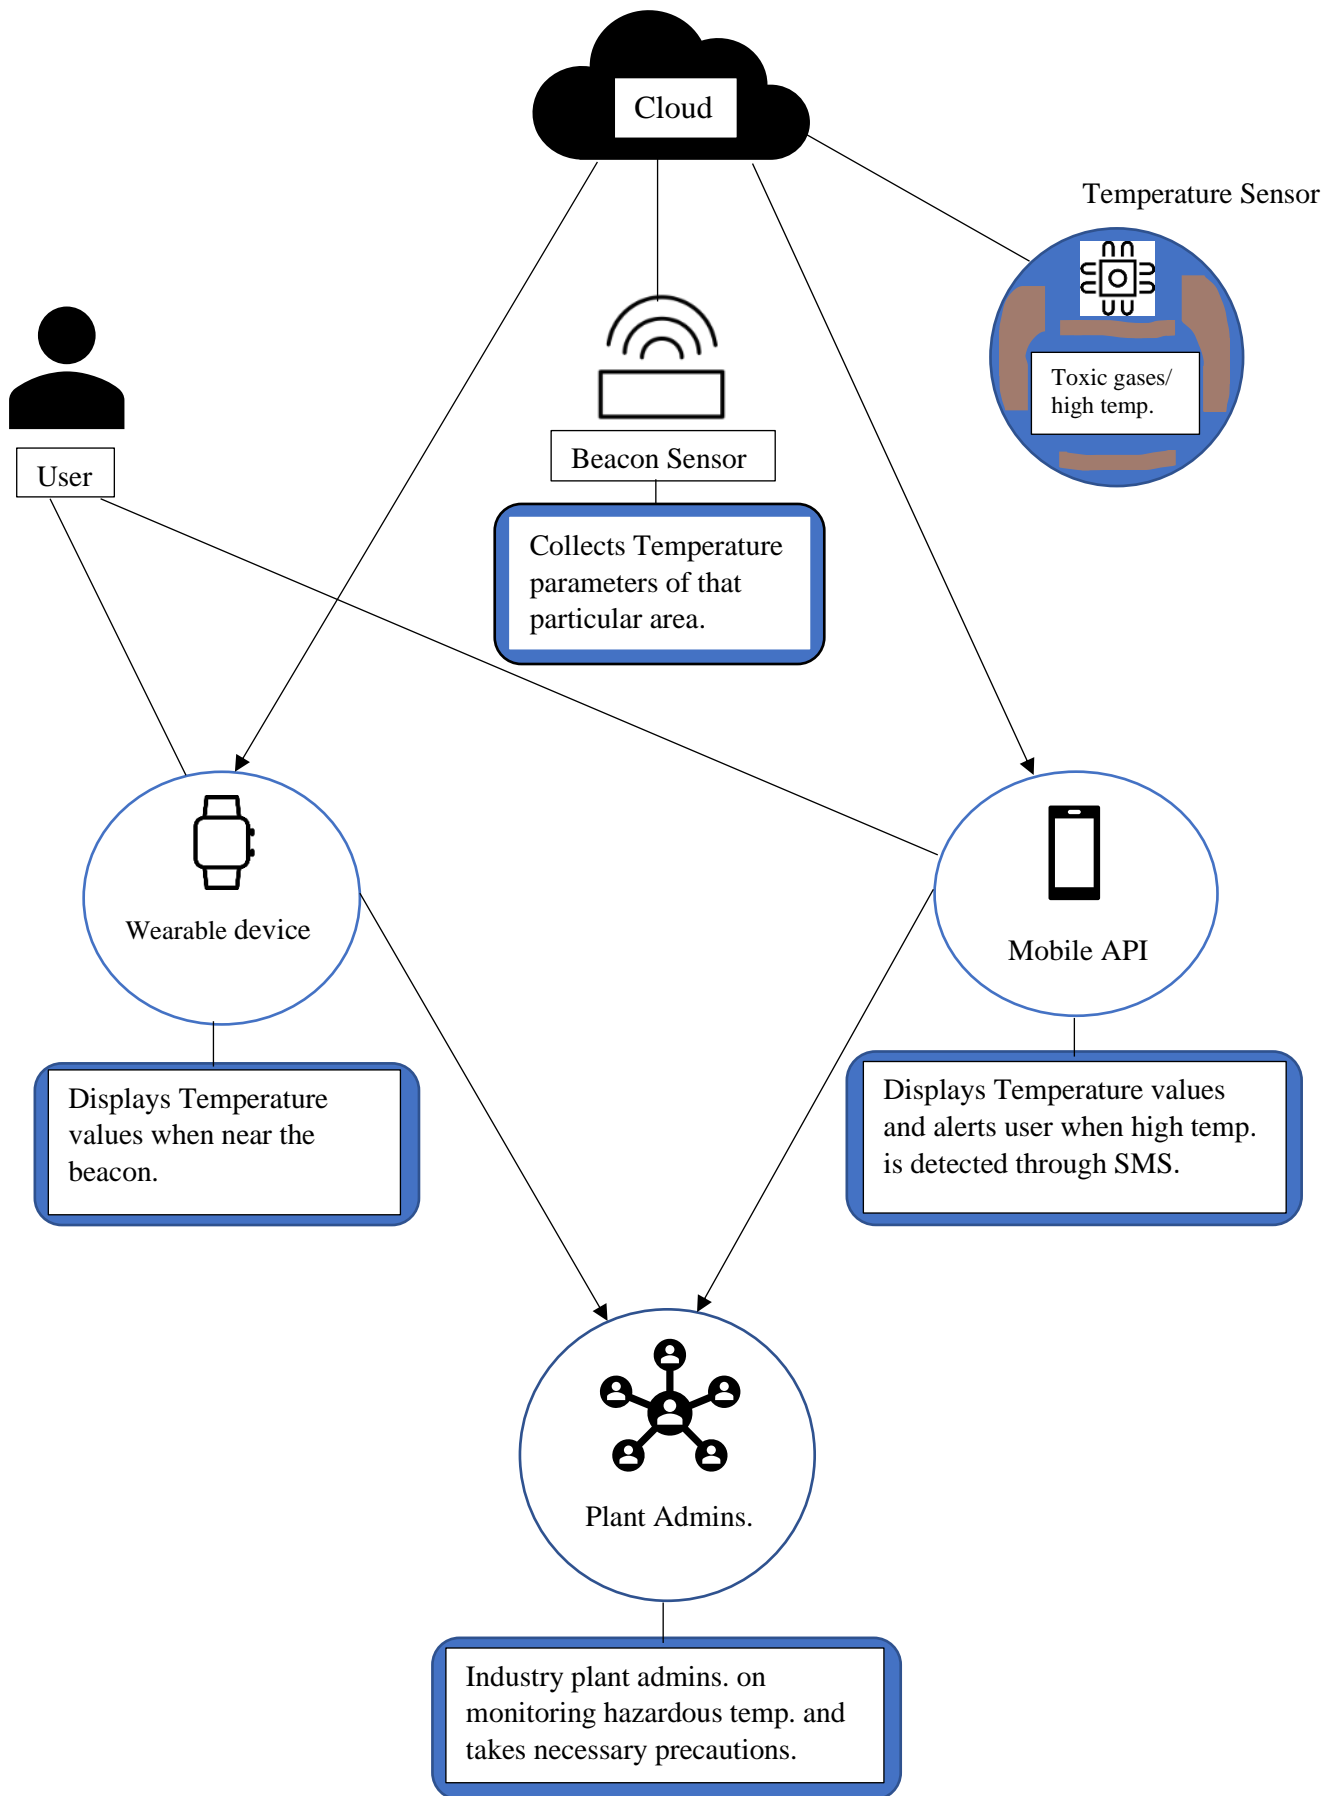 Cloud
Temperature Sensor
Toxic gases/
high temp.
User
Beacon Sensor
Collects Temperature
parameters of that
particular area.
Wearable device
Mobile API
Displays Temperature
values when near the
beacon.
Displays Temperature values
and alerts user when high temp.
is detected through SMS.
Plant Admins.
Industry plant admins. on
monitoring hazardous temp. and
takes necessary precautions.